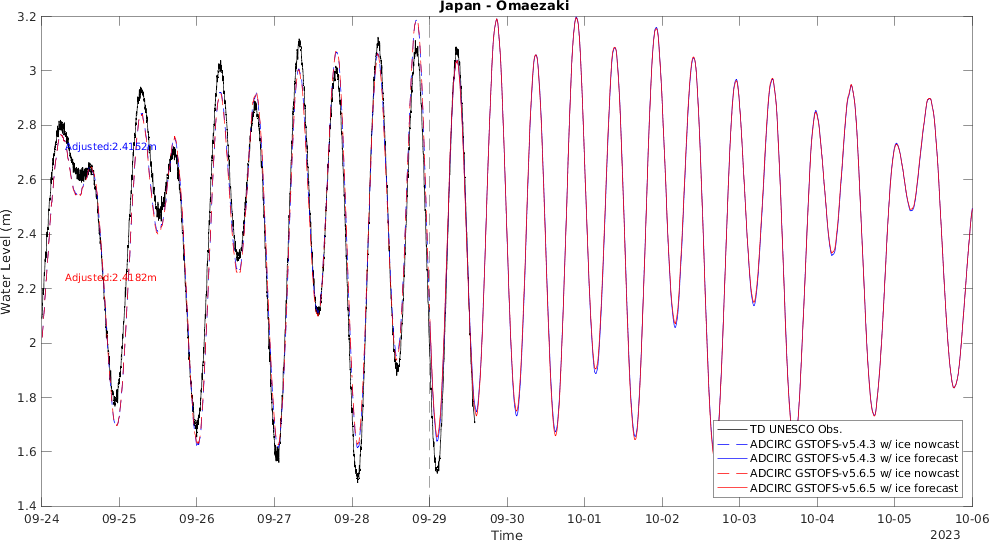 Japan - Omaezaki
3.2
3
2.8
2.6
2.4
2.2
2
1.8
1.6
1.4
Water Level (m)
Adjusted:2.4152m
Adjusted:2.4182m
TD UNESCO Obs.
ADCIRC GSTOFS-v5.4.3 w/ ice nowcast
ADCIRC GSTOFS-v5.4.3 w/ ice forecast
ADCIRC GSTOFS-v5.6.5 w/ ice nowcast
ADCIRC GSTOFS-v5.6.5 w/ ice forecast
09-24 09-25 09-26 09-27 09-28 09-29 09-30 10-01 10-02 10-03 10-04 10-05 10-06
Time
2023